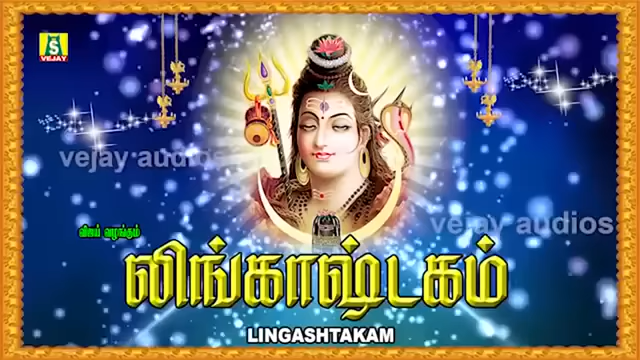 S
VEJAY
vejay audios
vejay audios
விஜய் வழங்கும்
லிங்காஷ்டகம்
LINGASHTAKAM